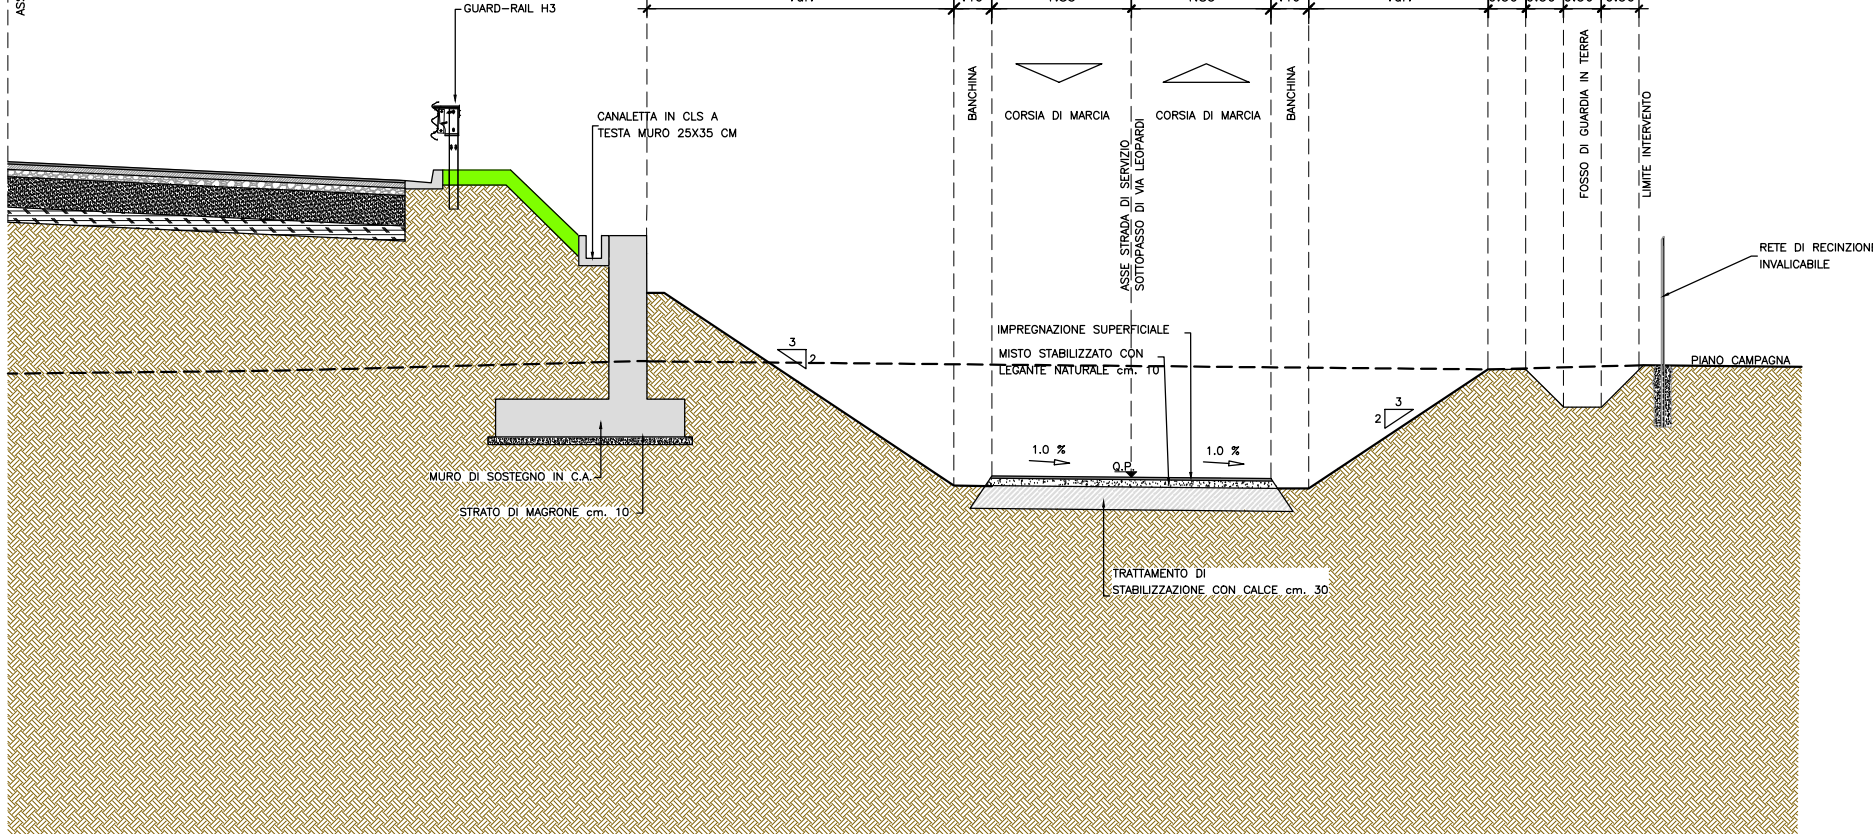 GUARD-RAIL H3
CANALETTA IN CLS A
TESTA MURO 25X35 CM
BANCHINA
CORSIA DI MARCIA
ASSE STRADA DI SERVIZIO
SOTTOPASSO DI VIA LEOPARDI
CORSIA DI MARCIA
BANCHINA
FOSSO DI GUARDIA IN TERRA
LIMITE INTERVENTO
RETE DI RECINZIONI
INVALICABILE
IMPREGNAZIONE SUPERFICIALE
MISTO STABILIZZATO CON
LEGANTE NATURALE cm. 10
3
2
PIANO CAMPAGNA
3
2
1.0 %
Q.P.
1.0 %
MURO DI SOSTEGNO IN C.A.
STRATO DI MAGRONE cm. 10
TRATTAMENTO DI
STABILIZZAZIONE CON CALCE cm. 30